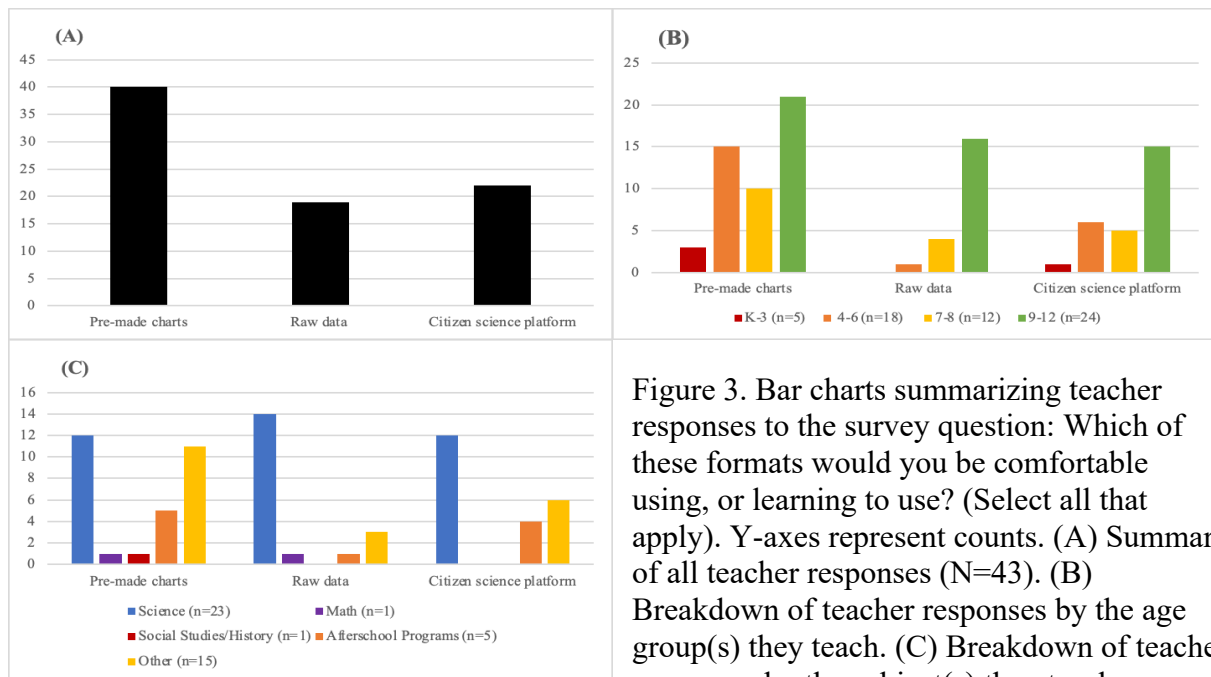 (A)
45
40
35
30
25
20
15
10
5
0
Pre-made charts Raw data Citizen science platform
(B)
25
20
15
10
5
0
Pre-made charts Raw data Citizen science platform
K-3 (n=5) 4-6 (n=18) 7-8 (n=12) 9-12 (n=24)
(C)
16
14
12
10
8
6
4
2
0
Pre-made charts Raw data Citizen science platform
Science (n=23) Math (n=1)
Social Studies/History (n=1) Afterschool Programs (n=5)
Other (n=15)
Figure 3. Bar charts summarizing teacher
responses to the survey question: Which of
these formats would you be comfortable
using, or learning to use? (Select all that
apply). Y-axes represent counts. (A) Summar
of all teacher responses (N=43). (B)
Breakdown of teacher responses by the age
group(s) they teach. (C) Breakdown of teache